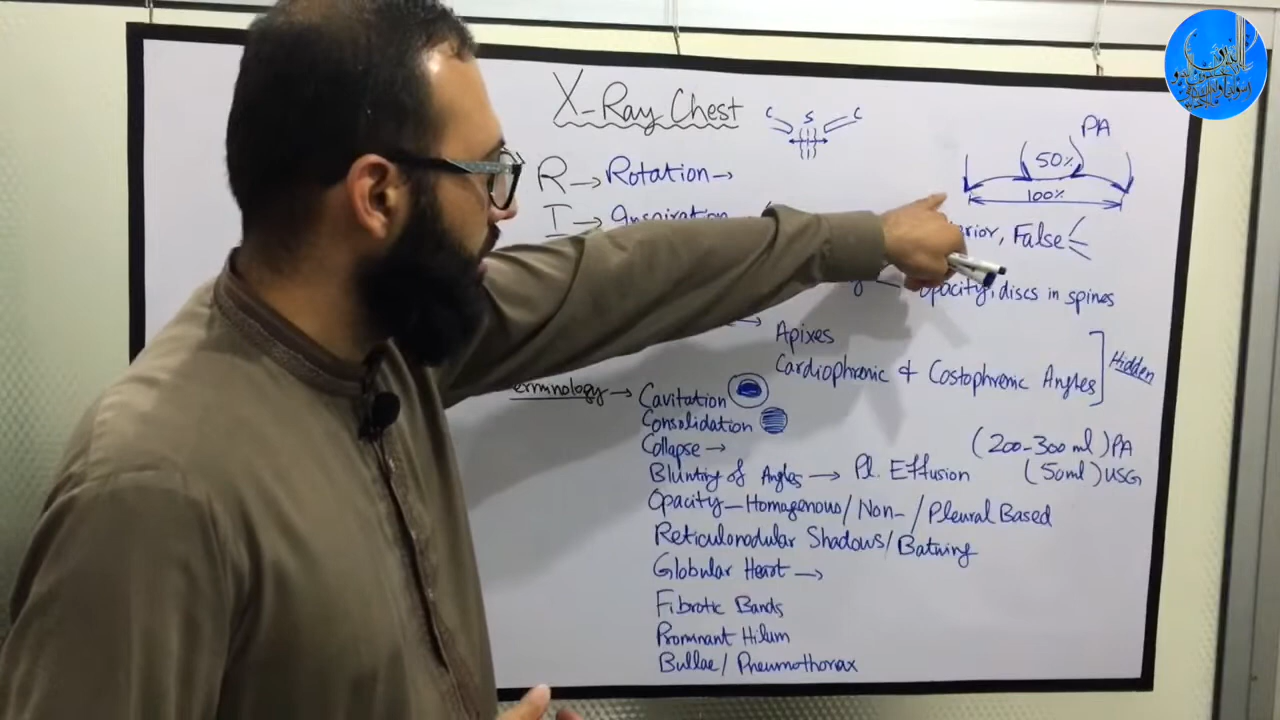 X-Ray Chest
C S C
PA
50%
100%
R → Rotation →
I → Inspiration
False
Opacity, discs in spines
Apixes
Cardiophrenic & Costophrenic Angles
Hidden
Cavitation
Consolidation
Collapse →
(200-300 ml) PA
Blunting of Angles → Pl. Effusion (50ml) USG
Opacity - Homogenous / Non- / Pleural Based
Reticulonodular Shadows / Batwing
Globular Heart →
Fibrotic Bands
Promnant Hilum
Bullae / Pneumothorax